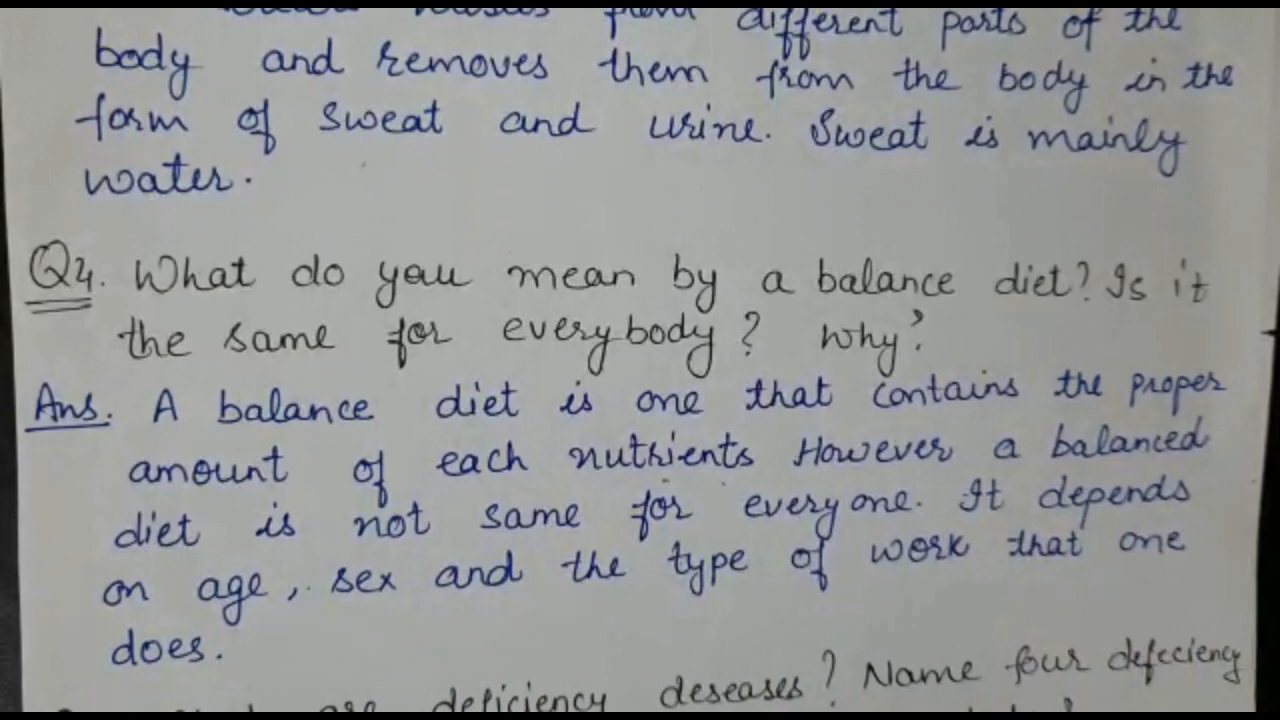 from different parts of the
body and removes them from the body in the
form of sweat and urine. Sweat is mainly
water.
Q4. What do you mean by a balance diet? Is it
the same for everybody? Why?
Ans. A balance diet is one that contains the proper
amount of each nutrients However a balanced
diet is not same for everyone. It depends
on age, sex and the type of work that one
does.
are deficiency deseases? Name four defeciency